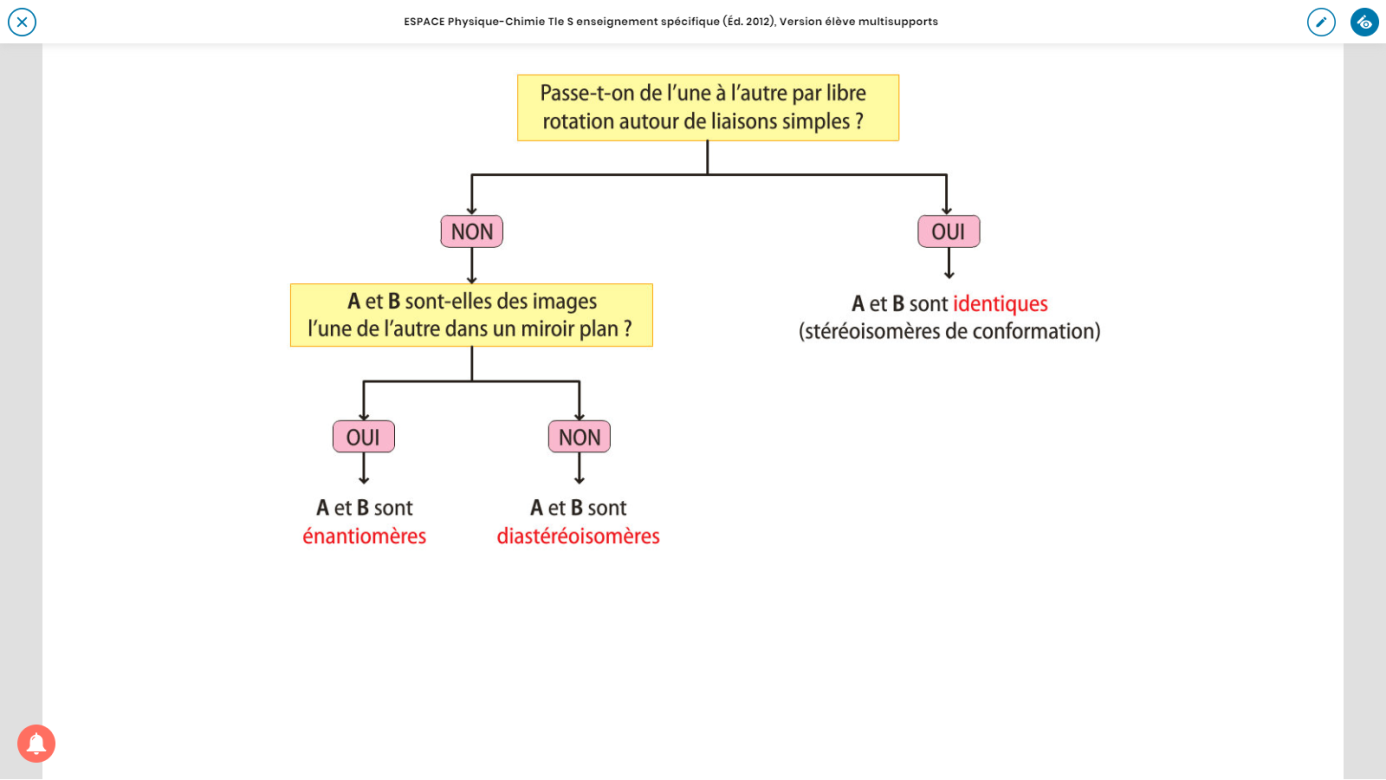 ESPACE Physique-Chimie Tle S enseignement spécifique (Éd. 2012), Version élève multisupports
Passe-t-on de l’une à l’autre par libre
rotation autour de liaisons simples ?
NON
OUI
A et B sont-elles des images
l’une de l’autre dans un miroir plan ?
A et B sont identiques
(stéréoisomères de conformation)
OUI
NON
A et B sont
énantiomères
A et B sont
diastéréoisomères